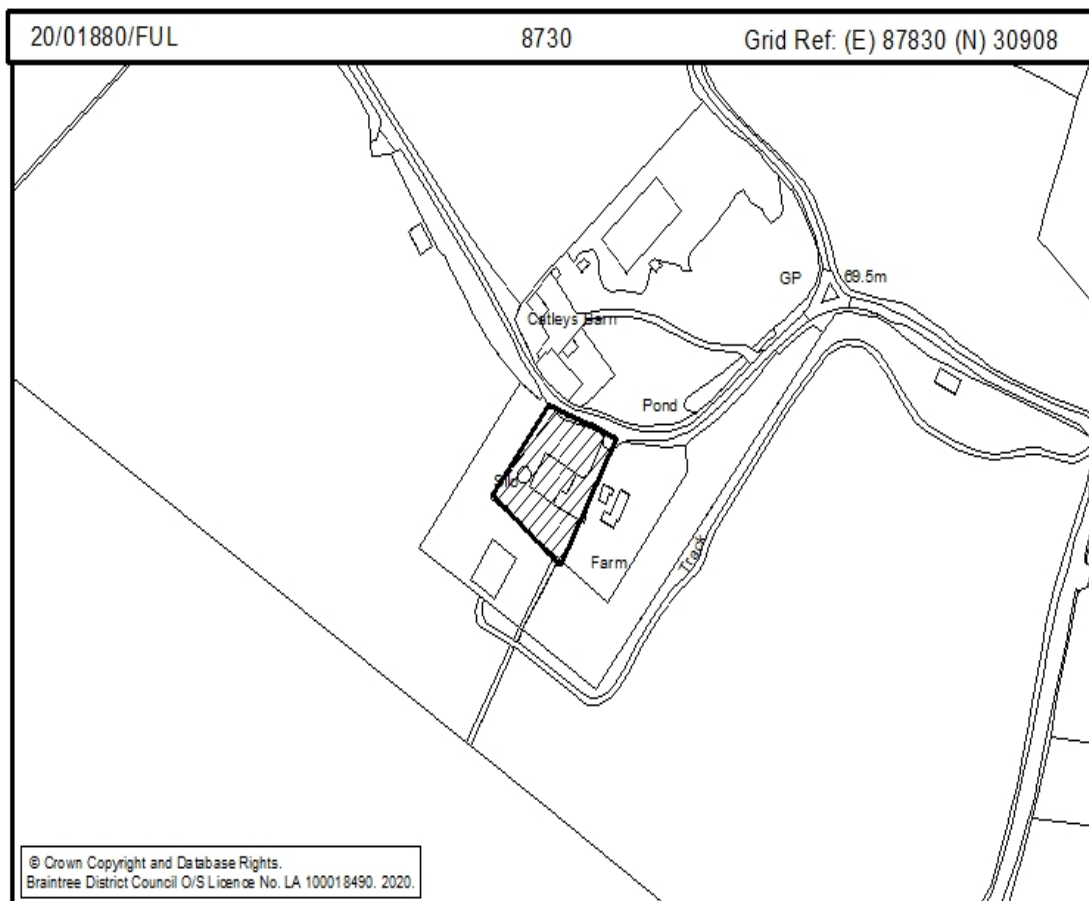 20/01880/FUL 8730 Grid Ref: (E) 87830 (N) 30908
GP 69.5m
Catleys Barn
Pond
Silo
Farm
Track
© Crown Copyright and Database Rights.
Braintree District Council O/S Licence No. LA 100018490. 2020.